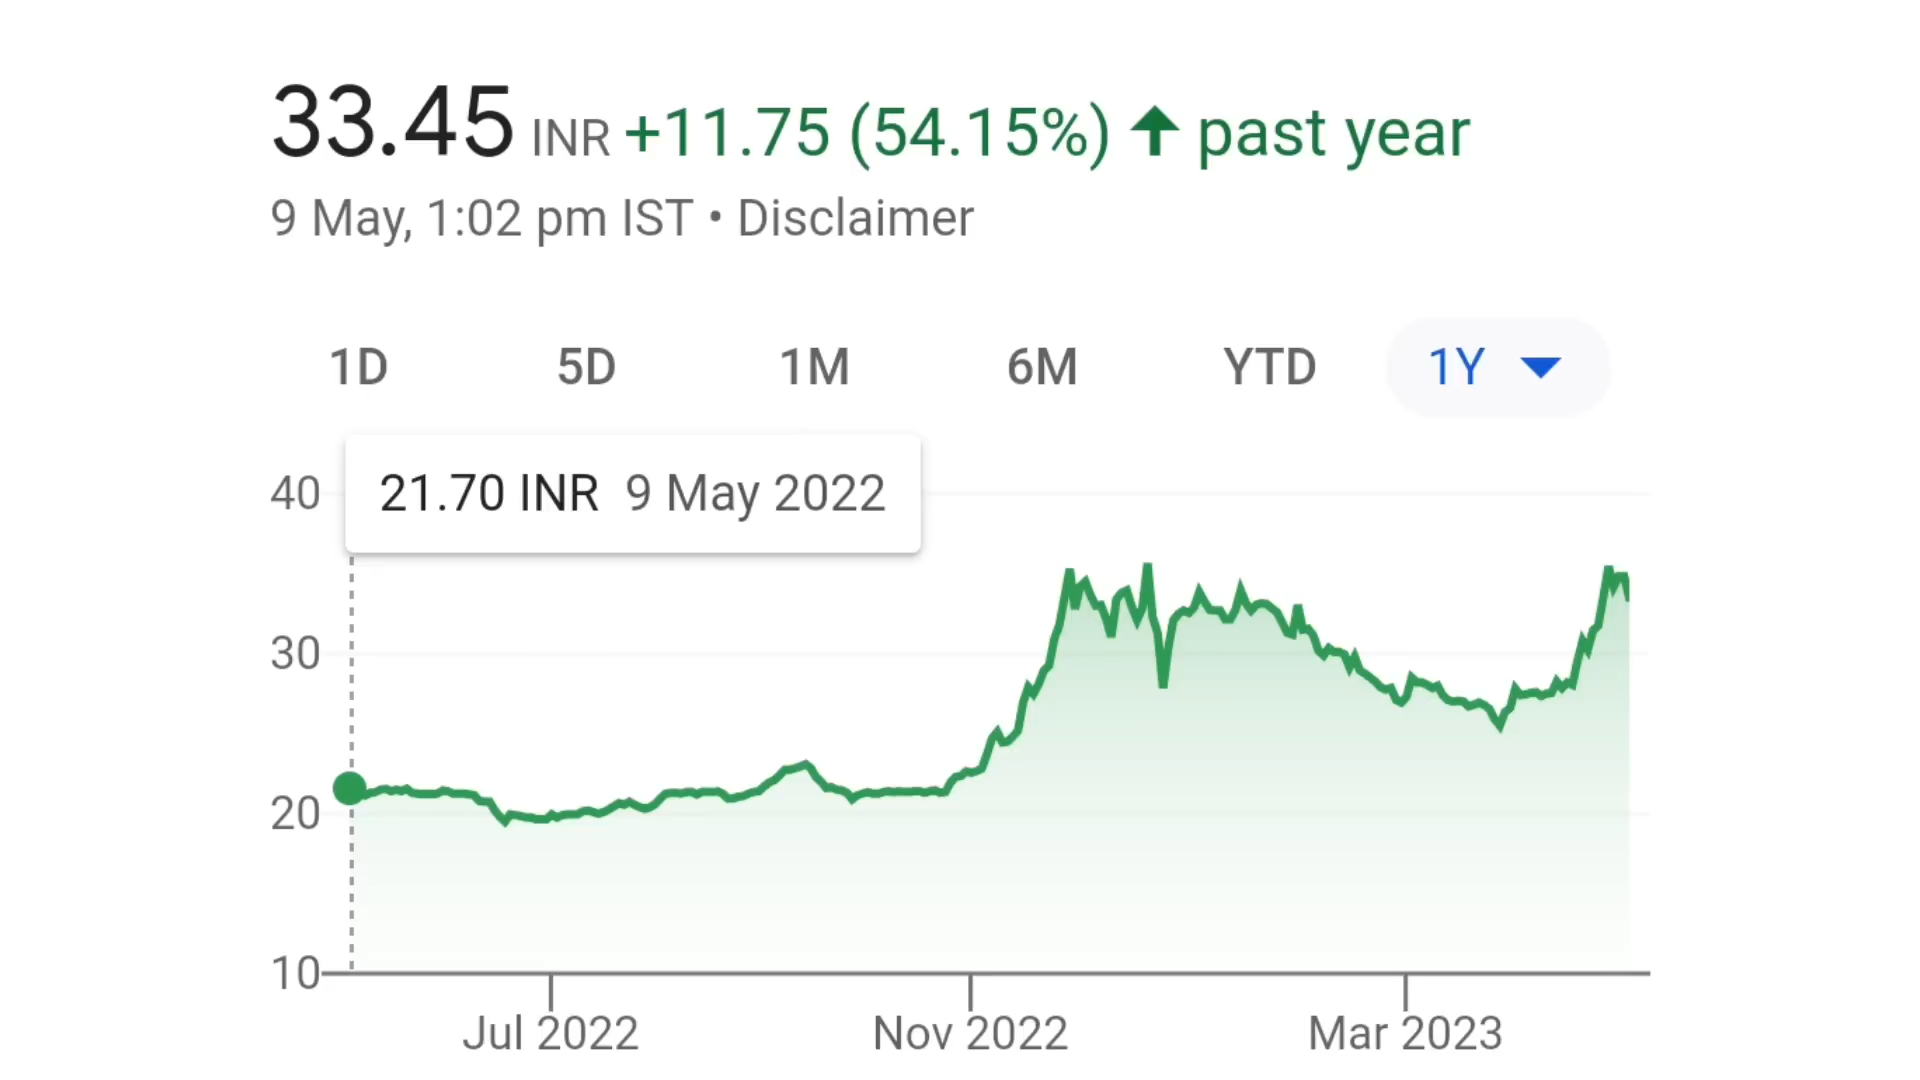 33.45 INR +11.75 (54.15%) ↑ past year
9 May, 1:02 pm IST • Disclaimer
1D 5D 1M 6M YTD 1Y
21.70 INR 9 May 2022
40
30
20
10
Jul 2022 Nov 2022 Mar 2023